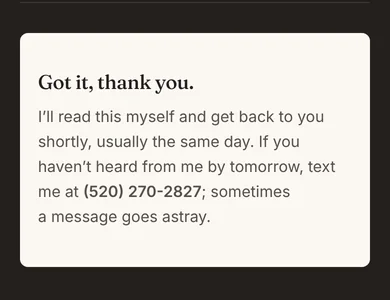 Got it, thank you.
I’ll read this myself and get back to you
shortly, usually the same day. If you
haven’t heard from me by tomorrow, text
me at (520) 270-2827; sometimes
a message goes astray.